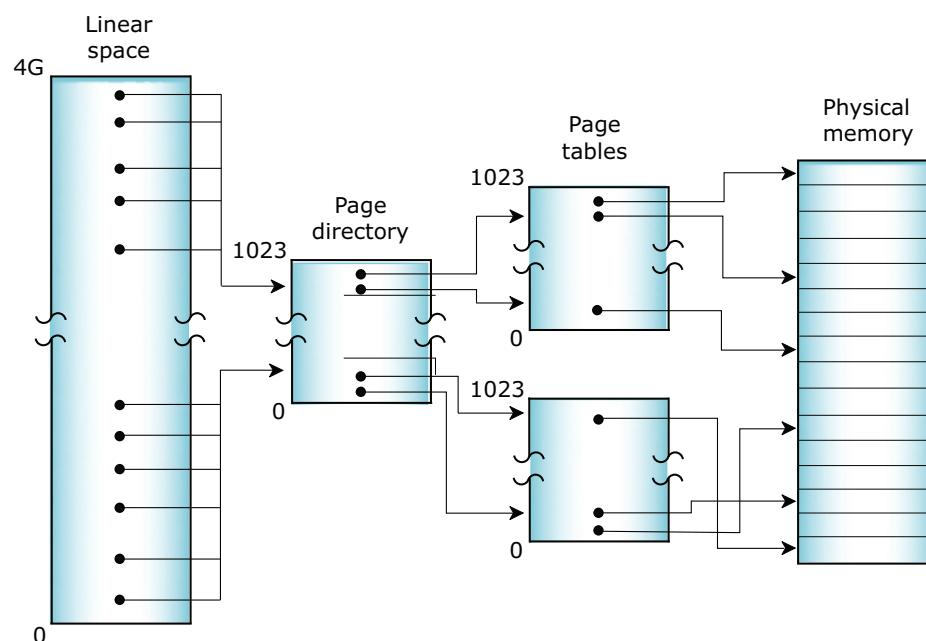 Linear
space
4G
0
Page
directory
1023
0
Page
tables
1023
0
1023
0
Physical
memory